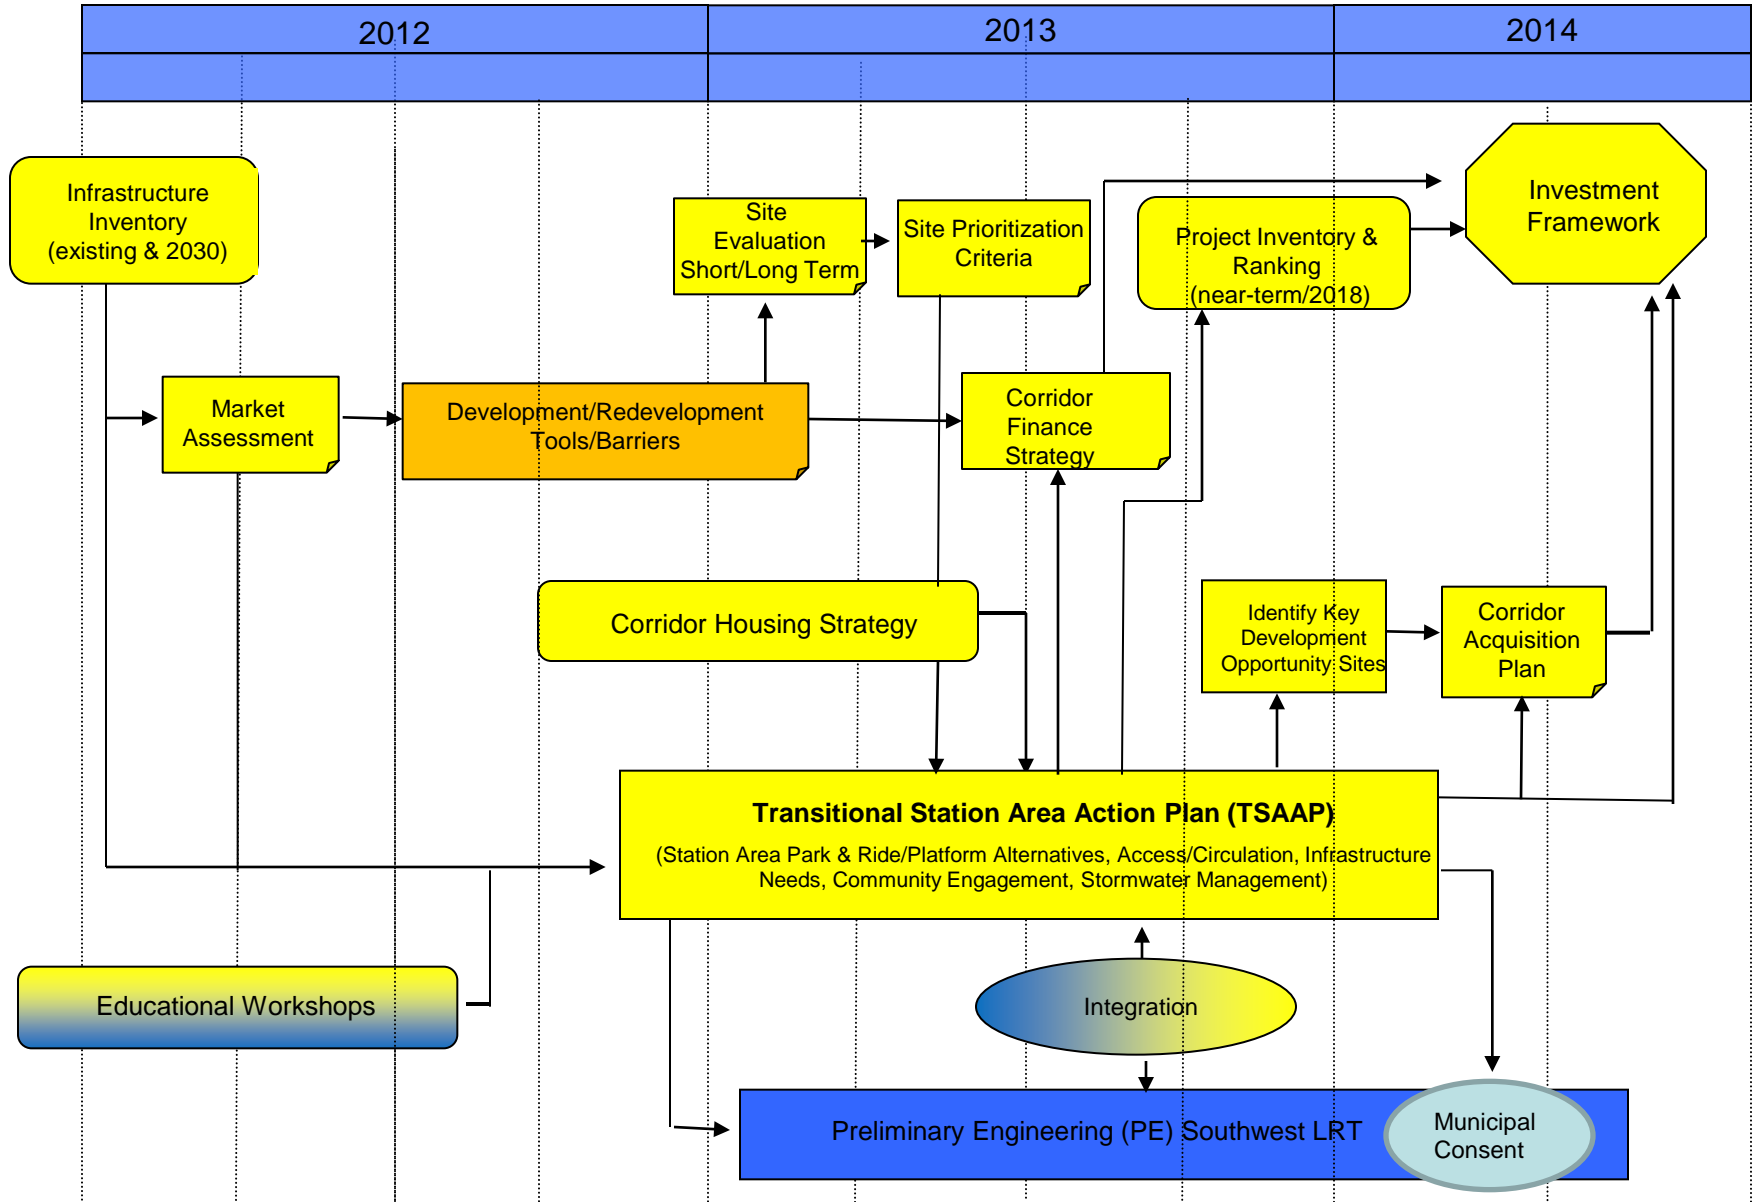 2012
2013
2014
Infrastructure
Inventory
(existing & 2030)
Site
Evaluation
Short/Long Term
Site Prioritization
Criteria
Project Inventory &
Ranking
(near-term/2018)
Investment
Framework
Market
Assessment
Development/Redevelopment
Tools/Barriers
Corridor
Finance
Strategy
Corridor Housing Strategy
Identify Key
Development
Opportunity Sites
Corridor
Acquisition
Plan
Transitional Station Area Action Plan (TSAAP)
(Station Area Park & Ride/Platform Alternatives, Access/Circulation, Infrastructure
Needs, Community Engagement, Stormwater Management)
Educational Workshops
Integration
Preliminary Engineering (PE) Southwest LRT
Municipal
Consent